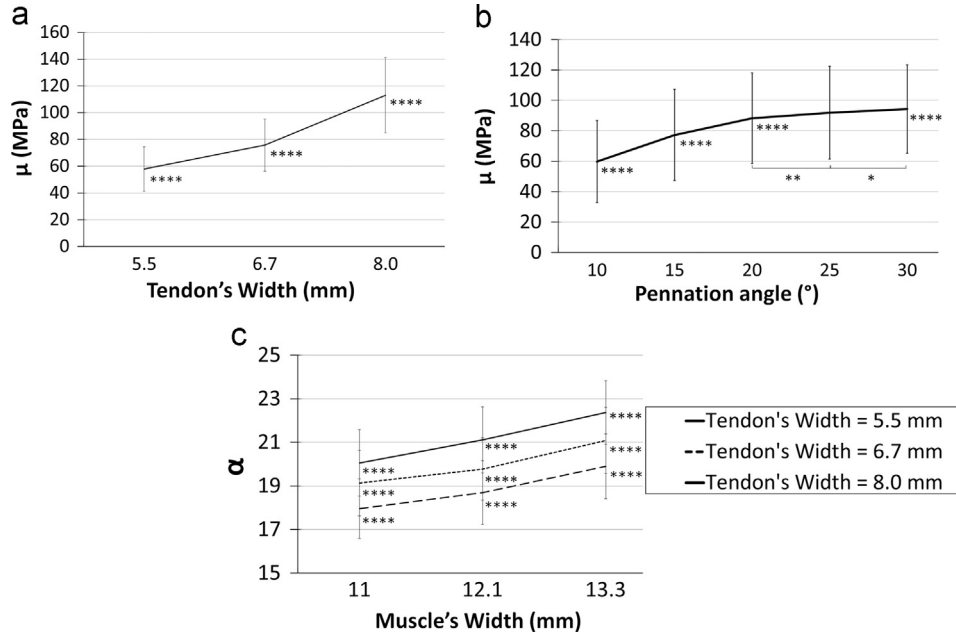 a
160
140
120
100
80
60
40
20
0
μ (MPa)
****
****
****
5.5 6.7 8.0
Tendon's Width (mm)
b
140
120
100
80
60
40
20
0
μ (MPa)
****
****
****
****
** *
10 15 20 25 30
Pennation angle (°)
c
25
23
21
19
17
15
α
**** **** ****
**** **** ****
**** **** ****
11 12.1 13.3
Muscle's Width (mm)
Tendon's Width = 5.5 mm
Tendon's Width = 6.7 mm
Tendon's Width = 8.0 mm